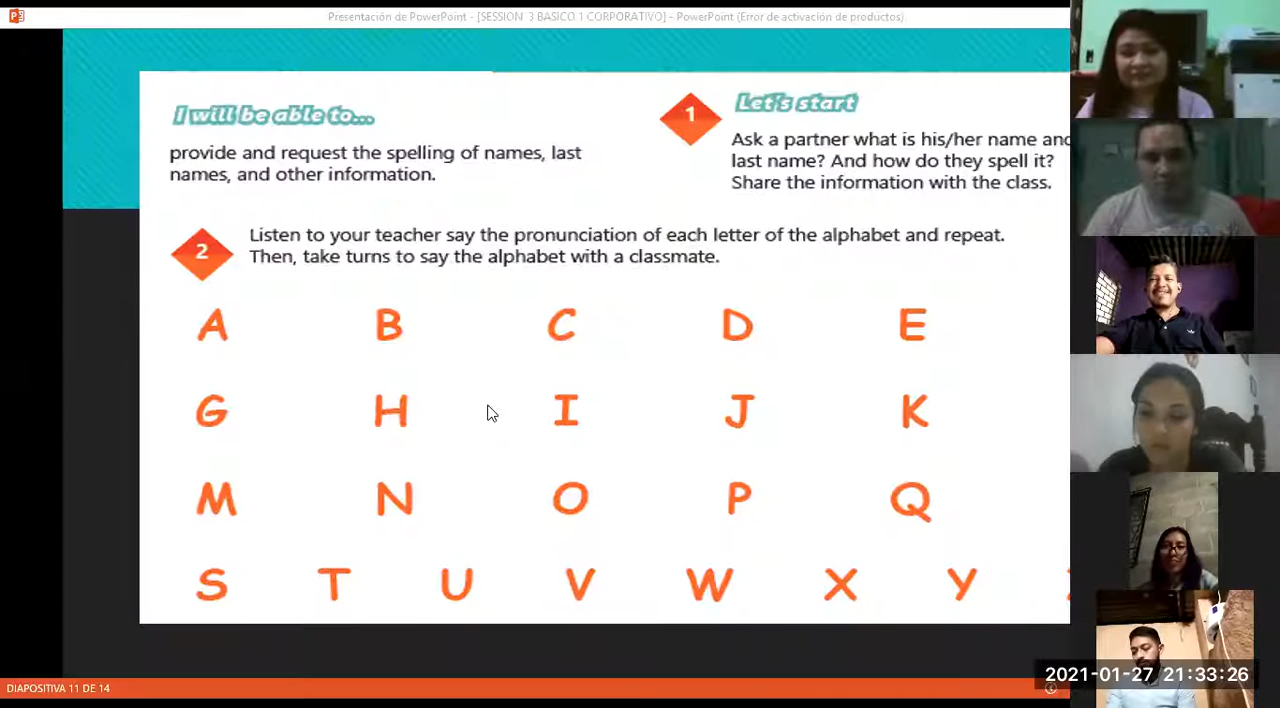 Presentación de PowerPoint - [SESSION 3 BASICO 1 CORPORATIVO] - PowerPoint (Error de activación de productos)
I will be able to...
provide and request the spelling of names, last
names, and other information.
1
Let's start
Ask a partner what is his/her name and
last name? And how do they spell it?
Share the information with the class.
2
Listen to your teacher say the pronunciation of each letter of the alphabet and repeat.
Then, take turns to say the alphabet with a classmate.
A B C D E
G H I J K
M N O P Q
S T U V W X Y
2021-01-27 21:33:26
DIAPOSITIVA 11 DE 14